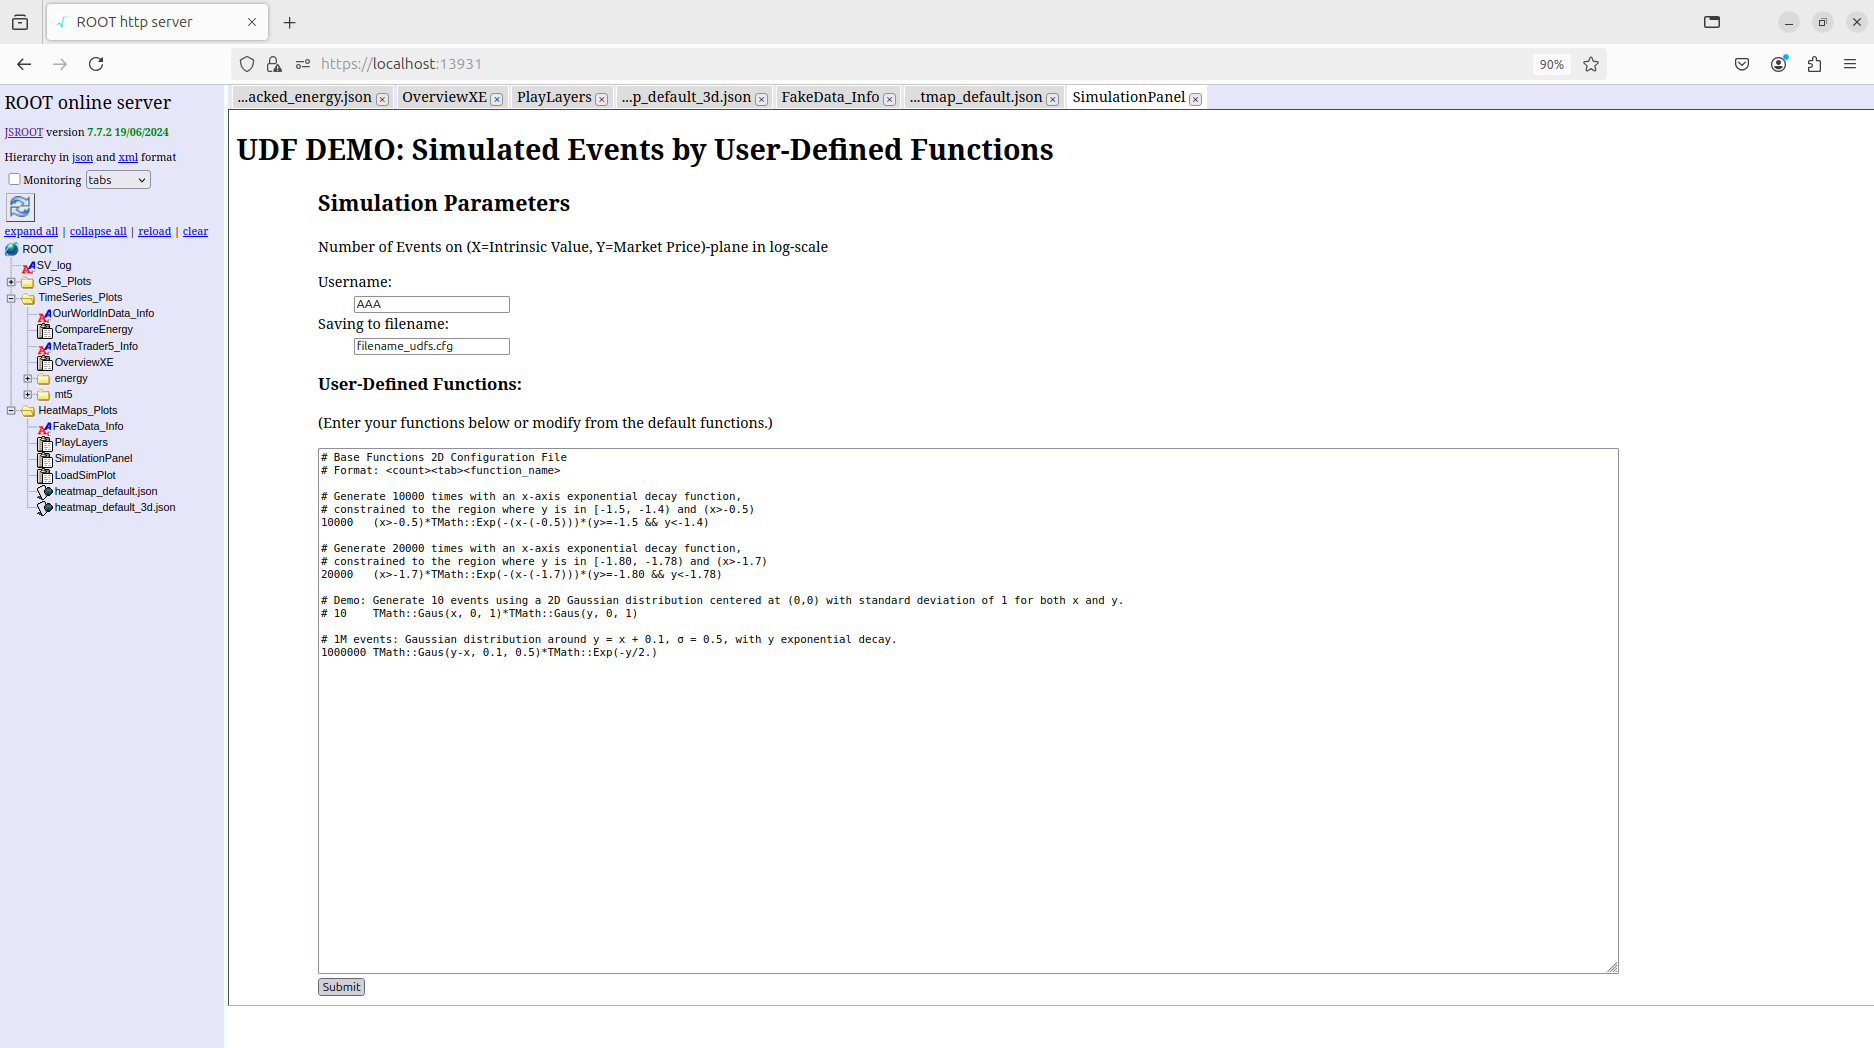 ROOT http server
https://localhost:13931
90%
ROOT online server
JSROOT version 7.7.2 19/06/2024
Hierarchy in json and xml format
Monitoring tabs
expand all | collapse all | reload | clear
ROOT
SV_log
GPS_Plots
TimeSeries_Plots
OurWorldInData_Info
CompareEnergy
MetaTrader5_Info
OverviewXE
energy
mt5
HeatMaps_Plots
FakeData_Info
PlayLayers
SimulationPanel
LoadSimPlot
heatmap_default.json
heatmap_default_3d.json
...acked_energy.json OverviewXE PlayLayers ...p_default_3d.json FakeData_Info ...tmap_default.json SimulationPanel
UDF DEMO: Simulated Events by User-Defined Functions
Simulation Parameters
Number of Events on (X=Intrinsic Value, Y=Market Price)-plane in log-scale
Username:
AAA
Saving to filename:
filename_udfs.cfg
User-Defined Functions:
(Enter your functions below or modify from the default functions.)
# Base Functions 2D Configuration File
# Format: <count><tab><function_name>
# Generate 10000 times with an x-axis exponential decay function,
# constrained to the region where y is in [-1.5, -1.4) and (x>-0.5)
10000 (x>-0.5)*TMath::Exp(-(x-(-0.5)))*(y>=-1.5 && y<-1.4)
# Generate 20000 times with an x-axis exponential decay function,
# constrained to the region where y is in [-1.80, -1.78) and (x>-1.7)
20000 (x>-1.7)*TMath::Exp(-(x-(-1.7)))*(y>=-1.80 && y<-1.78)
# Demo: Generate 10 events using a 2D Gaussian distribution centered at (0,0) with standard deviation of 1 for both x and y.
# 10 TMath::Gaus(x, 0, 1)*TMath::Gaus(y, 0, 1)
# 1M events: Gaussian distribution around y = x + 0.1, σ = 0.5, with y exponential decay.
1000000 TMath::Gaus(y-x, 0.1, 0.5)*TMath::Exp(-y/2.)
Submit